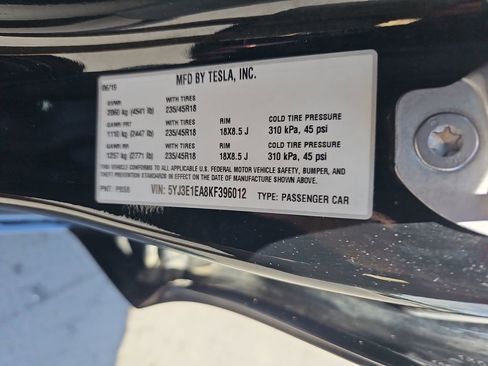 MFD BY TESLA, INC.
06/19
GVWR WITH TIRES
2060 kg (4541 lb) 235/45R18
GAWR FRT WITH TIRES RIM COLD TIRE PRESSURE
1110 kg (2447 lb) 235/45R18 18X8.5 J 310 kPa, 45 psi
GAWR RR WITH TIRES RIM COLD TIRE PRESSURE
1257 kg (2771 lb) 235/45R18 18X8.5 J 310 kPa, 45 psi
THIS VEHICLE CONFORMS TO ALL APPLICABLE U.S. FEDERAL MOTOR VEHICLE SAFETY, BUMPER, AND
THEFT PREVENTION STANDARDS IN EFFECT ON THE DATE OF MANUFACTURE SHOWN ABOVE.
PNT: PBSB VIN: 5YJ3E1EA8KF396012 TYPE: PASSENGER CAR